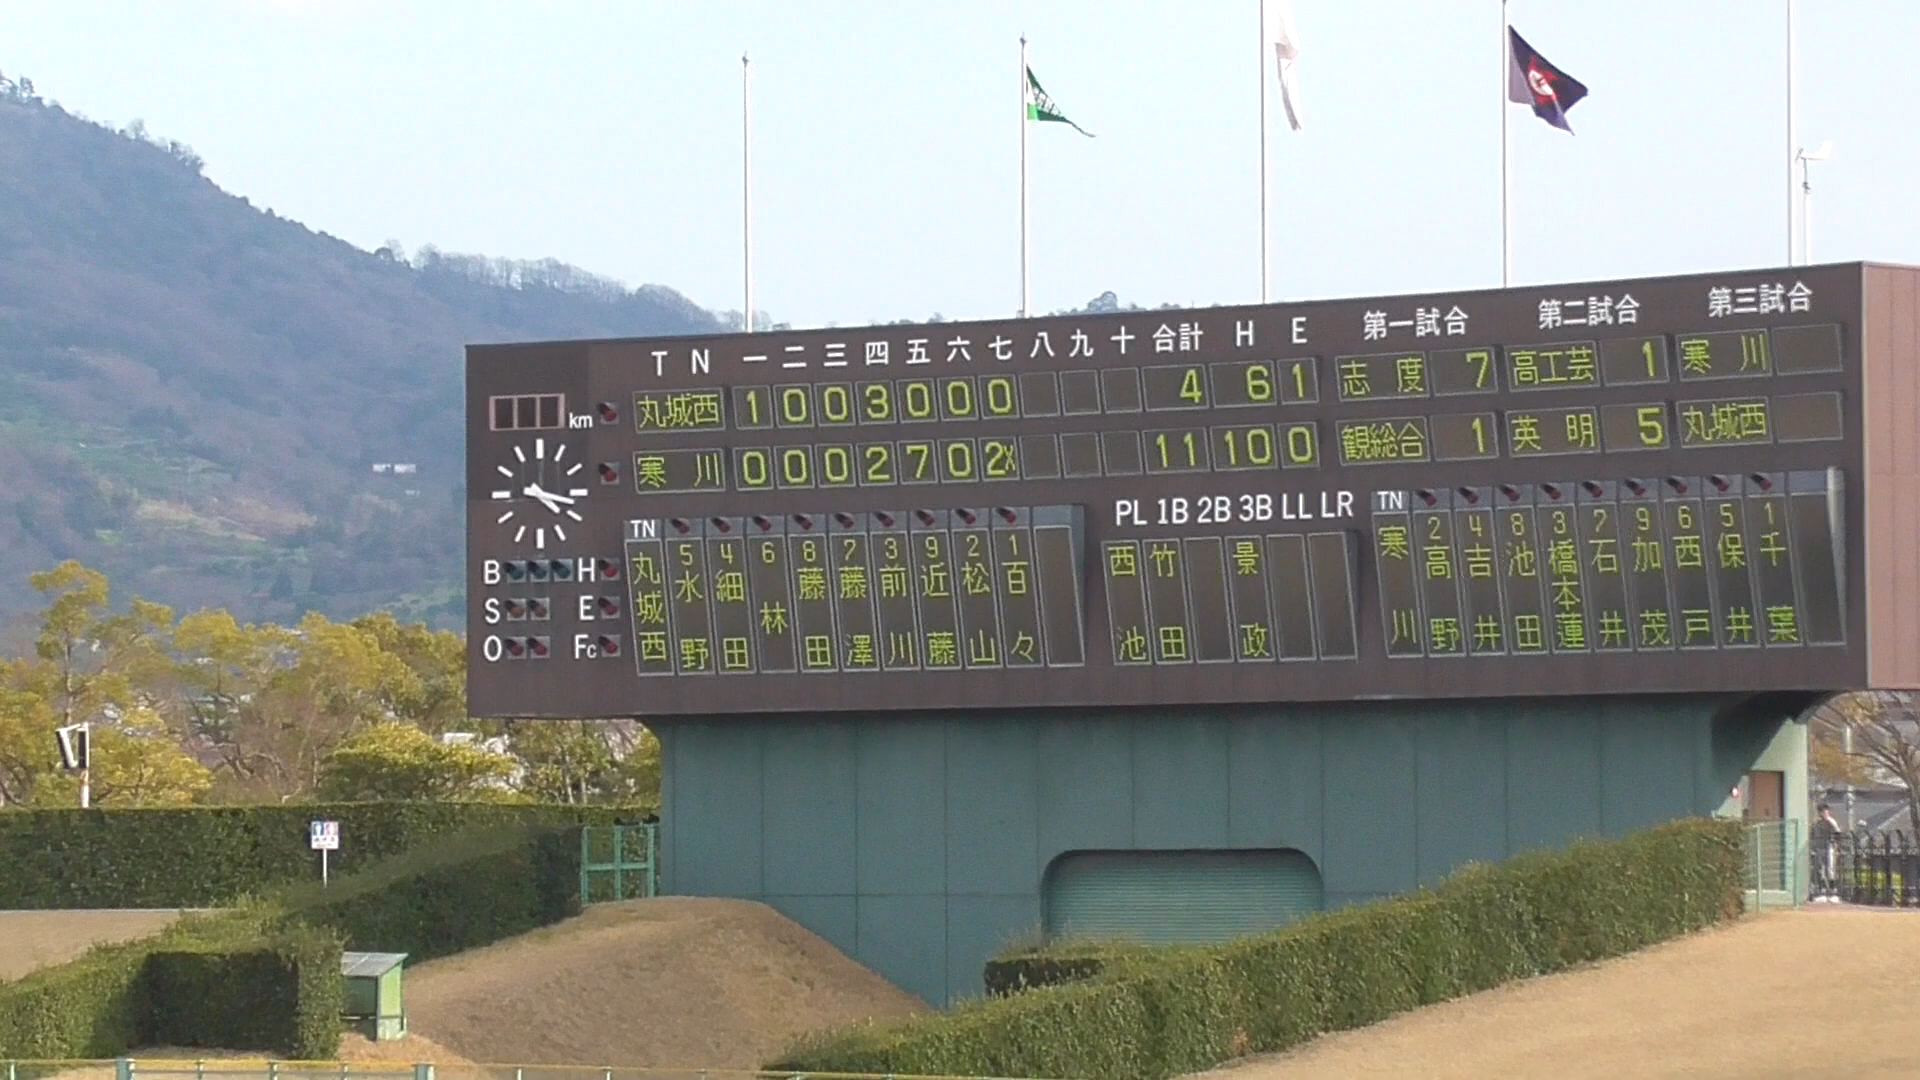 T N 一 二 三 四 五 六 七 八 九 十 合計 H E 第一試合 第二試合 第三試合
丸城西 1 0 0 3 0 0 0 4 6 1 志度 7 高工芸 1 寒川
km
寒川 0 0 0 2 7 0 2X 11 10 0 観総合 1 英明 5 丸城西
PL 1B 2B 3B LL LR
B H
S E
O Fc
TN
丸城西
5 水野
4 細田
6 林
8 藤田
7 藤澤
3 前川
9 近藤
2 松山
1 百々
西池
竹田
景政
TN
寒川
2 高野
4 吉井
8 池田
3 橋本蓮
7 石井
9 加茂
6 西戸
5 保井
1 千葉